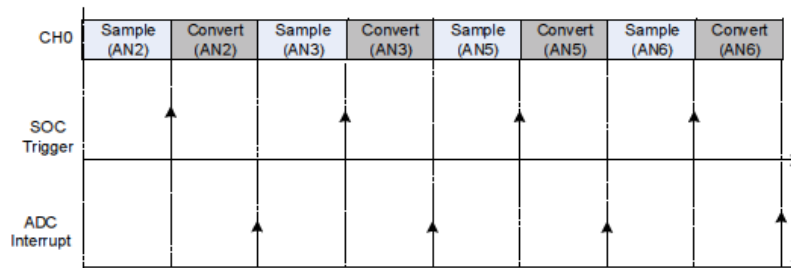 CH0
Sample
(AN2)
Convert
(AN2)
Sample
(AN3)
Convert
(AN3)
Sample
(AN5)
Convert
(AN5)
Sample
(AN6)
Convert
(AN6)
SOC
Trigger
ADC
Interrupt